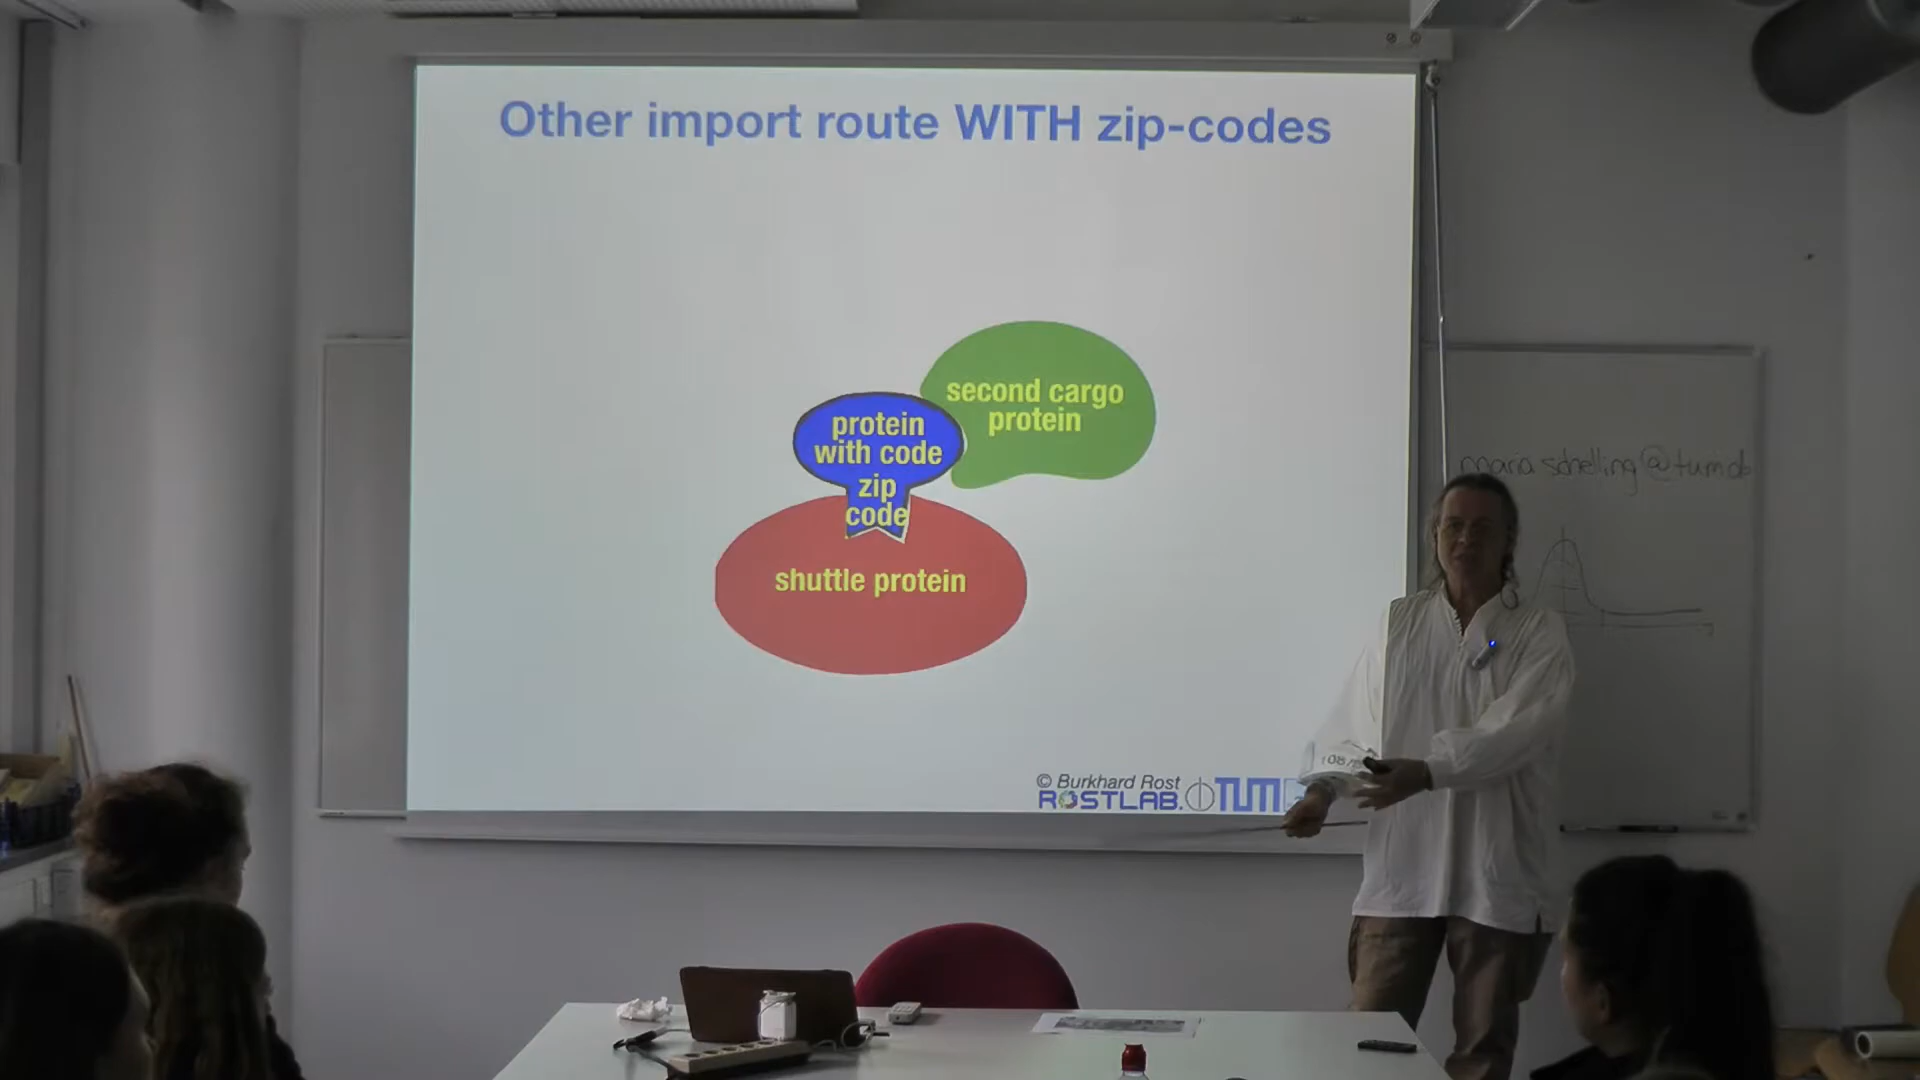 Other import route WITH zip-codes
second cargo
protein
protein
with code
zip
code
shuttle protein
maria schelling@tum.de
© Burkhard Rost
ROSTLAB.
TUM